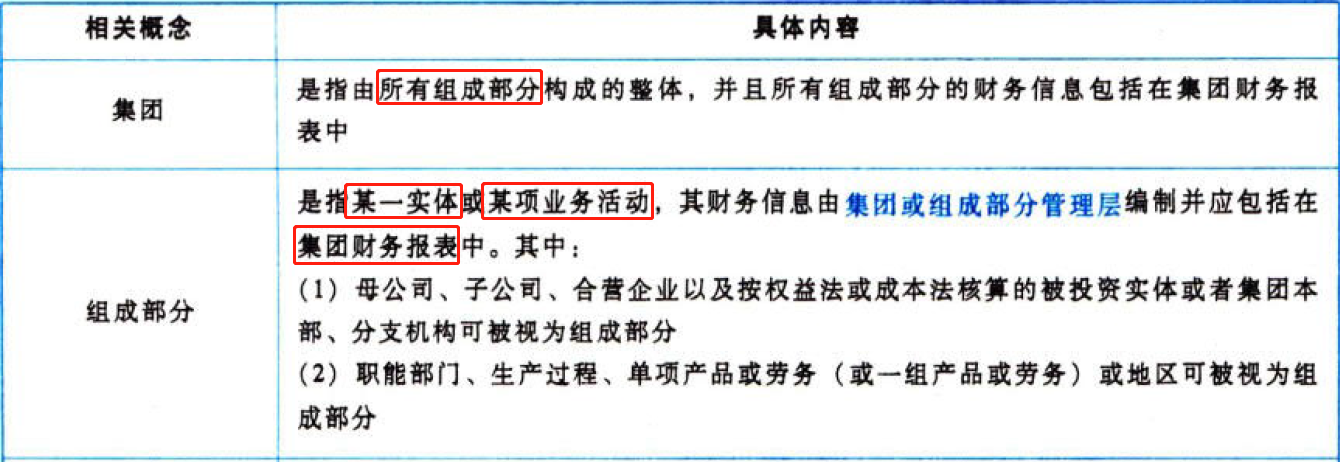 相关概念
具体内容
集团
是指由所有组成部分构成的整体，并且所有组成部分的财务信息包括在集团财务报
表中
组成部分
是指某一实体或某项业务活动，其财务信息由集团或组成部分管理层编制并应包括在
集团财务报表中。其中：
(1) 母公司、子公司、合营企业以及按权益法或成本法核算的被投资实体或者集团本
部、分支机构可被视为组成部分
(2) 职能部门、生产过程、单项产品或劳务（或一组产品或劳务）或地区可被视为组
成部分